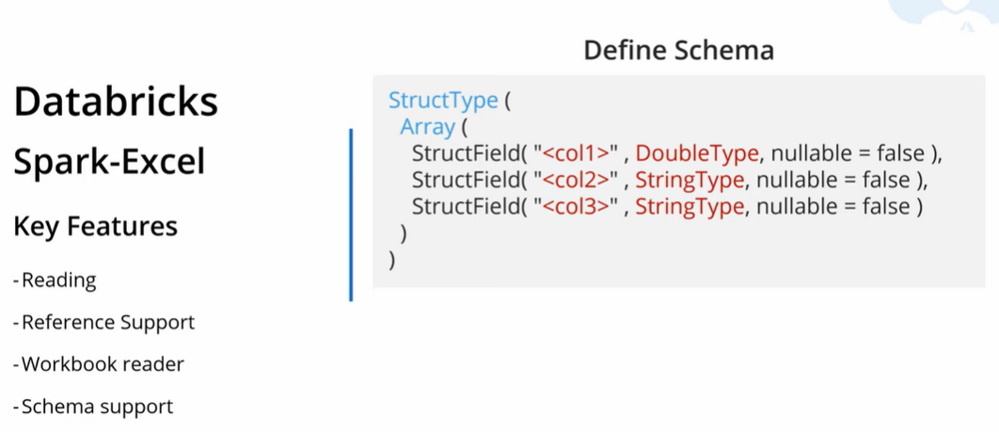 Databricks
Spark-Excel
Key Features
- Reading
- Reference Support
- Workbook reader
- Schema support
Define Schema
StructType (
Array (
StructField( "<col1>" , DoubleType, nullable = false ),
StructField( "<col2>" , StringType, nullable = false ),
StructField( "<col3>" , StringType, nullable = false )
)
)